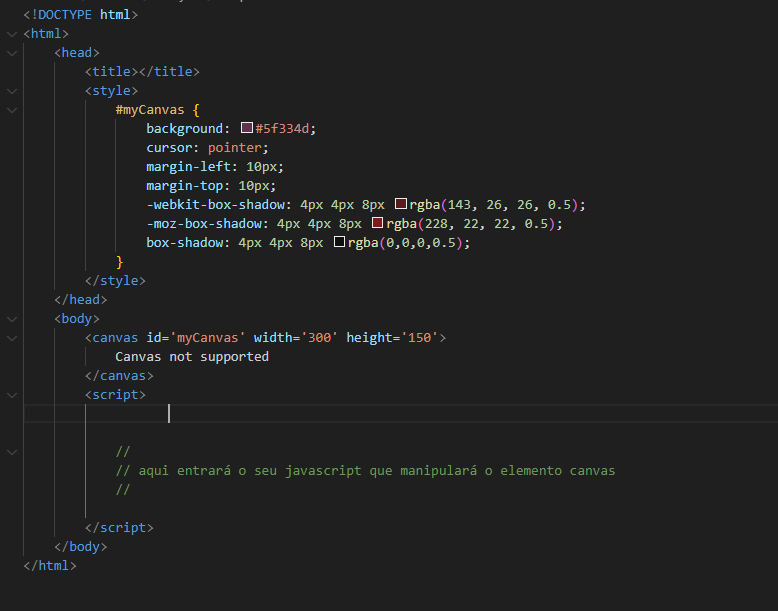 <!DOCTYPE html>
<html>
<head>
<title></title>
<style>
#myCanvas {
background: #5f334d;
cursor: pointer;
margin-left: 10px;
margin-top: 10px;
-webkit-box-shadow: 4px 4px 8px rgba(143, 26, 26, 0.5);
-moz-box-shadow: 4px 4px 8px rgba(228, 22, 22, 0.5);
box-shadow: 4px 4px 8px rgba(0,0,0,0.5);
}
</style>
</head>
<body>
<canvas id='myCanvas' width='300' height='150'>
Canvas not supported
</canvas>
<script>
//
// aqui entrará o seu javascript que manipulará o elemento canvas
//
</script>
</body>
</html>